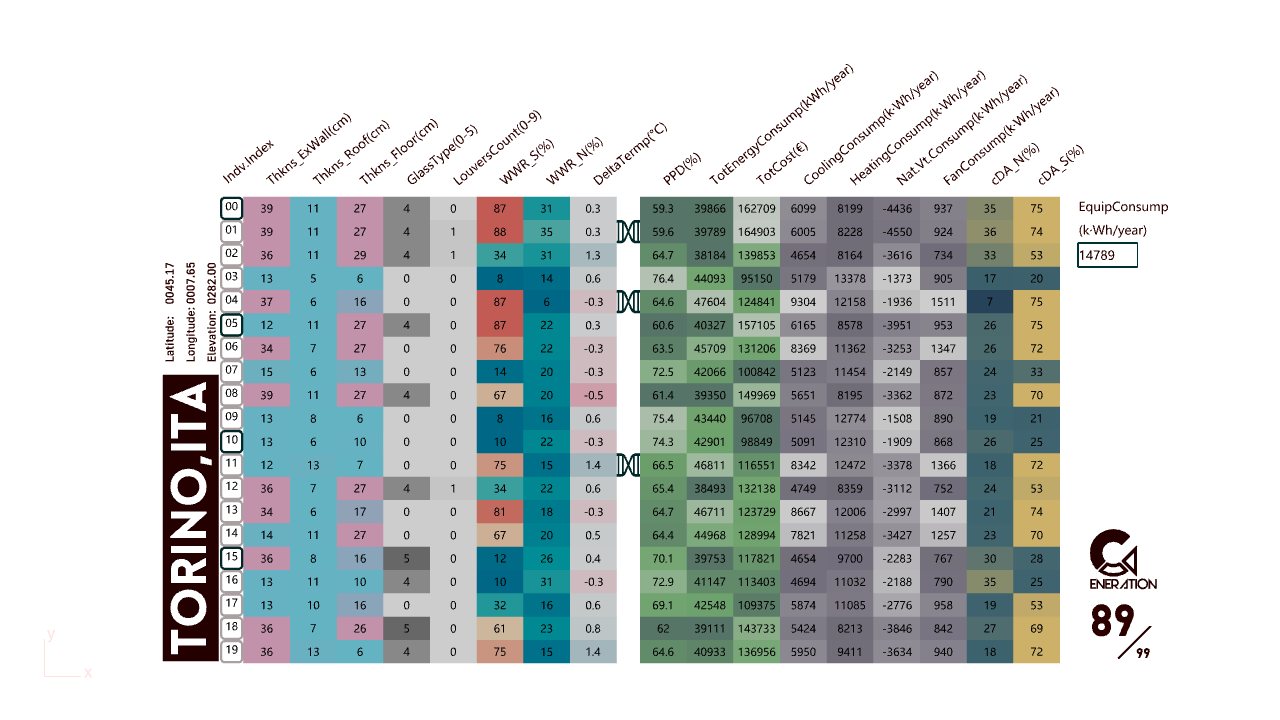 Indv.Index Thkns_ExWall(cm) Thkns_Roof(cm) Thkns_Floor(cm) GlassType(0-5) LouversCount(0-9) WWR_S(%) WWR_N(%) DeltaTermp(°C) PPD(%) TotEnergyConsump(kWh/year) TotCost(€) CoolingConsump(k·Wh/year) HeatingConsump(k·Wh/year) Nat.Vt.Consump(k·Wh/year) FanConsump(k·Wh/year) cDA_N(%) cDA_S(%)
00 39 11 27 4 0 87 31 0.3 59.3 39866 162709 6099 8199 -4436 937 35 75
01 39 11 27 4 1 88 35 0.3 59.6 39789 164903 6005 8228 -4550 924 36 74
02 36 11 29 4 1 34 31 1.3 64.7 38184 139853 4654 8164 -3616 734 33 53
03 13 5 6 0 0 8 14 0.6 76.4 44093 95150 5179 13378 -1373 905 17 20
04 37 6 16 0 0 87 6 -0.3 64.6 47604 124841 9304 12158 -1936 1511 7 75
05 12 11 27 4 0 87 22 0.3 60.6 40327 157105 6165 8578 -3951 953 26 75
06 34 7 27 0 0 76 22 -0.3 63.5 45709 131206 8369 11362 -3253 1347 26 72
07 15 6 13 0 0 14 20 -0.3 72.5 42066 100842 5123 11454 -2149 857 24 33
08 39 11 27 4 0 67 20 -0.5 61.4 39350 149969 5651 8195 -3362 872 23 70
09 13 8 6 0 0 8 16 0.6 75.4 43440 96708 5145 12774 -1508 890 19 21
10 13 6 10 0 0 10 22 -0.3 74.3 42901 98849 5091 12310 -1909 868 26 25
11 12 13 7 0 0 75 15 1.4 66.5 46811 116551 8342 12472 -3378 1366 18 72
12 36 7 27 4 1 34 22 0.6 65.4 38493 132138 4749 8359 -3112 752 24 53
13 34 6 17 0 0 81 18 -0.3 64.7 46711 123729 8667 12006 -2997 1407 21 74
14 14 11 27 0 0 67 20 0.5 64.4 44968 128994 7821 11258 -3427 1257 23 70
15 36 8 16 5 0 12 26 0.4 70.1 39753 117821 4654 9700 -2283 767 30 28
16 13 11 10 4 0 10 31 -0.3 72.9 41147 113403 4694 11032 -2188 790 35 25
17 13 10 16 0 0 32 16 0.6 69.1 42548 109375 5874 11085 -2776 958 19 53
18 36 7 26 5 0 61 23 0.8 62 39111 143733 5424 8213 -3846 842 27 69
19 36 13 6 4 0 75 15 1.4 64.6 40933 136956 5950 9411 -3634 940 18 72
Latitude: 0045.17
Longitude: 0007.65
Elevation: 0282.00
TORINO,ITA
EquipConsump
(k·Wh/year)
14789
ENERATION
89/99
y
x